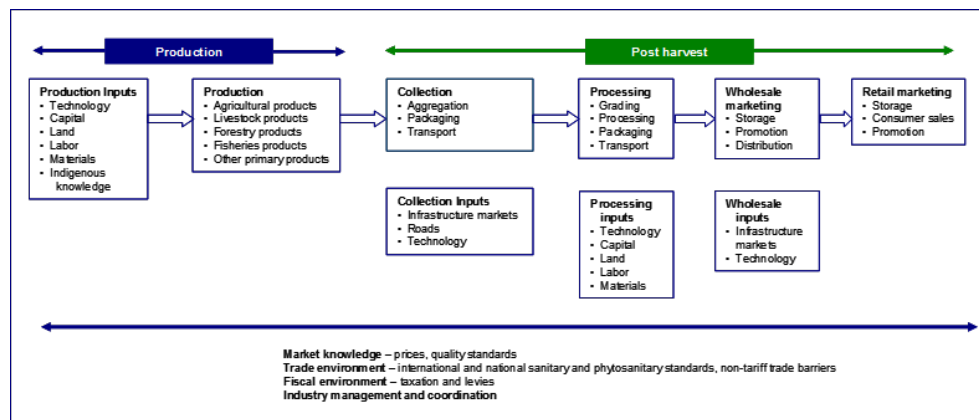 Production
Post harvest
Production Inputs
• Technology
• Capital
• Land
• Labor
• Materials
• Indigenous
knowledge
Production
• Agricultural products
• Livestock products
• Forestry products
• Fisheries products
• Other primary products
Collection
• Aggregation
• Packaging
• Transport
Processing
• Grading
• Processing
• Packaging
• Transport
Wholesale
marketing
• Storage
• Promotion
• Distribution
Retail marketing
• Storage
• Consumer sales
• Promotion
Collection Inputs
• Infrastructure markets
• Roads
• Technology
Processing
inputs
• Technology
• Capital
• Land
• Labor
• Materials
Wholesale
inputs
• Infrastructure
markets
• Technology
Market knowledge – prices, quality standards
Trade environment – international and national sanitary and phytosanitary standards, non-tariff trade barriers
Fiscal environment – taxation and levies
Industry management and coordination